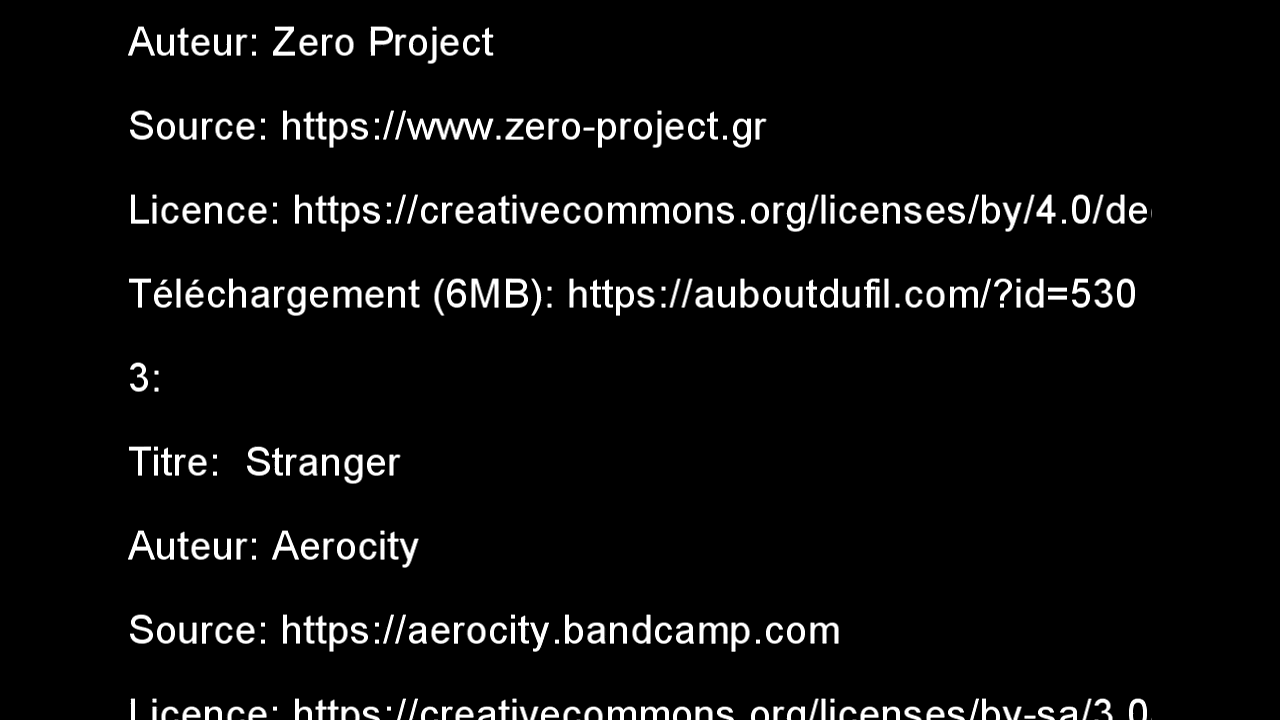 Auteur: Zero Project
Source: https://www.zero-project.gr
Licence: https://creativecommons.org/licenses/by/4.0/de
Téléchargement (6MB): https://auboutdufil.com/?id=530
3:
Titre:  Stranger
Auteur: Aerocity
Source: https://aerocity.bandcamp.com
Licence: https://creativecommons.org/licenses/by-sa/3.0